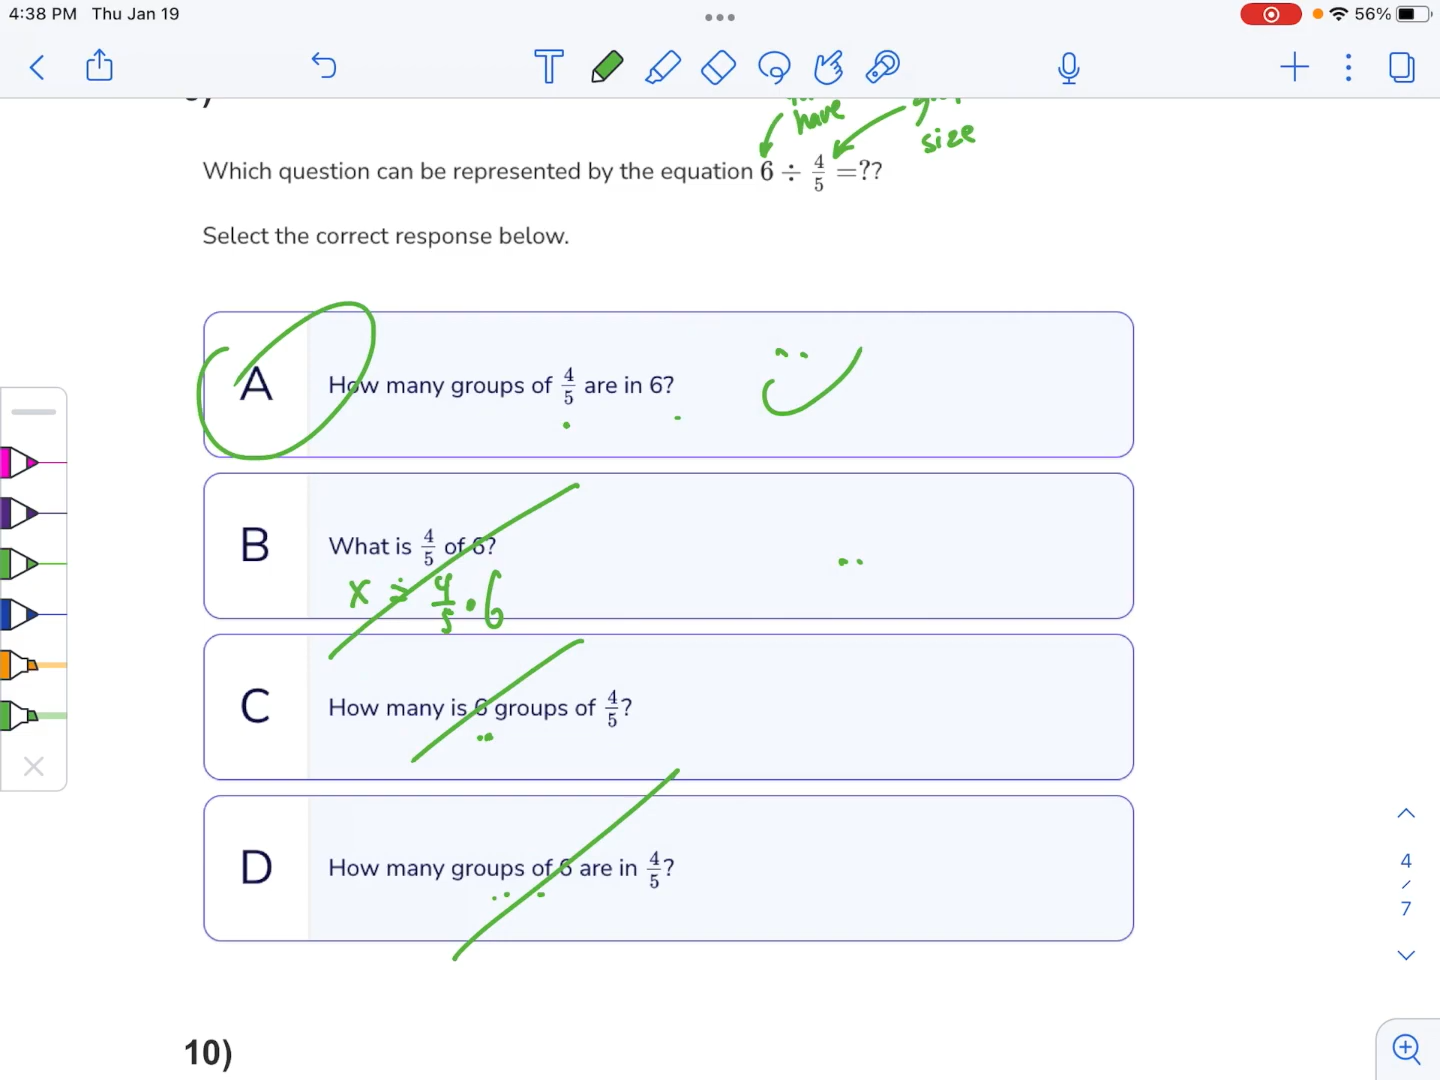 4:38 PM Thu Jan 19
56%
have
size
Which question can be represented by the equation 6 ÷ 4/5 =??
Select the correct response below.
A
How many groups of 4/5 are in 6?
B
What is 4/5 of 6?
x = 4/5 · 6
C
How many is 6 groups of 4/5?
D
How many groups of 6 are in 4/5?
4
/
7
10)